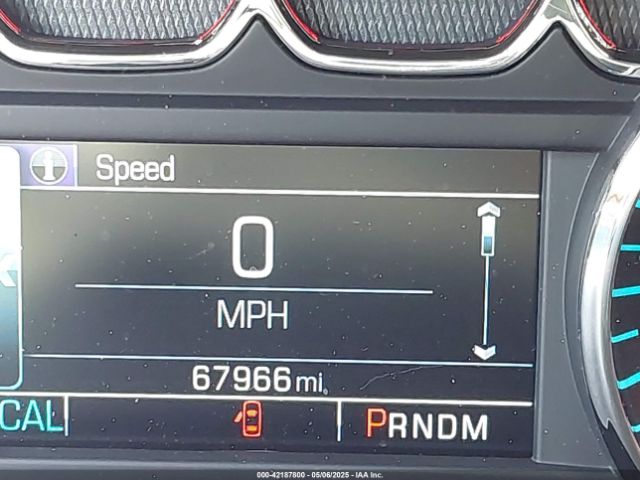 Speed
0
MPH
67966 mi
CAL
PRNDM
000-42187800 - 05/06/2025 - IAA Inc.